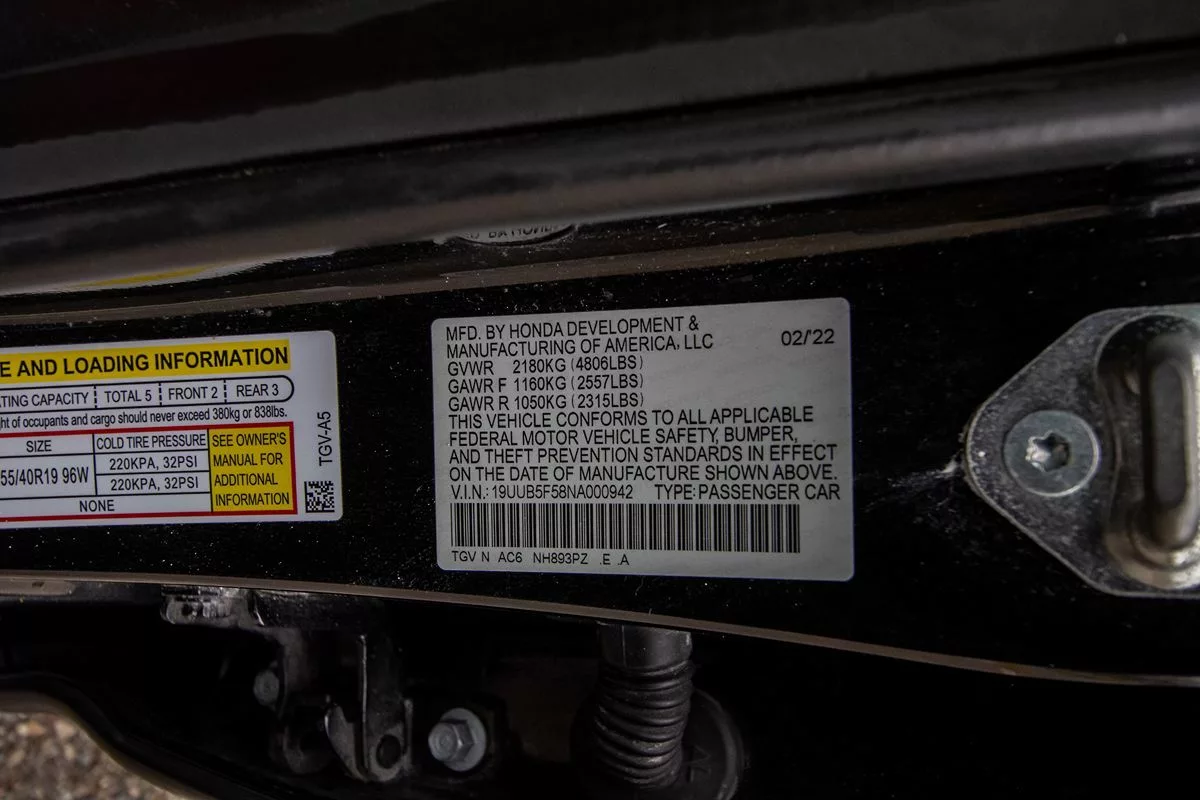 E AND LOADING INFORMATION
TING CAPACITY TOTAL 5 FRONT 2 REAR 3
ht of occupants and cargo should never exceed 380kg or 838lbs.
SIZE COLD TIRE PRESSURE SEE OWNER'S
MANUAL FOR
ADDITIONAL
INFORMATION
55/40R19 96W 220KPA, 32PSI
220KPA, 32PSI
NONE
TGV-A5
MFD. BY HONDA DEVELOPMENT &
MANUFACTURING OF AMERICA, LLC 02/'22
GVWR 2180KG (4806LBS)
GAWR F 1160KG (2557LBS)
GAWR R 1050KG (2315LBS)
THIS VEHICLE CONFORMS TO ALL APPLICABLE
FEDERAL MOTOR VEHICLE SAFETY, BUMPER,
AND THEFT PREVENTION STANDARDS IN EFFECT
ON THE DATE OF MANUFACTURE SHOWN ABOVE.
V.I.N.: 19UUB5F58NA000942 TYPE: PASSENGER CAR
TGV N AC6 NH893PZ .E .A